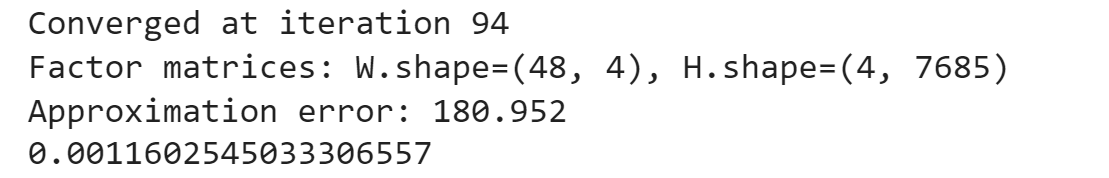 Converged at iteration 94
Factor matrices: W.shape=(48, 4), H.shape=(4, 7685)
Approximation error: 180.952
0.0011602545033306557